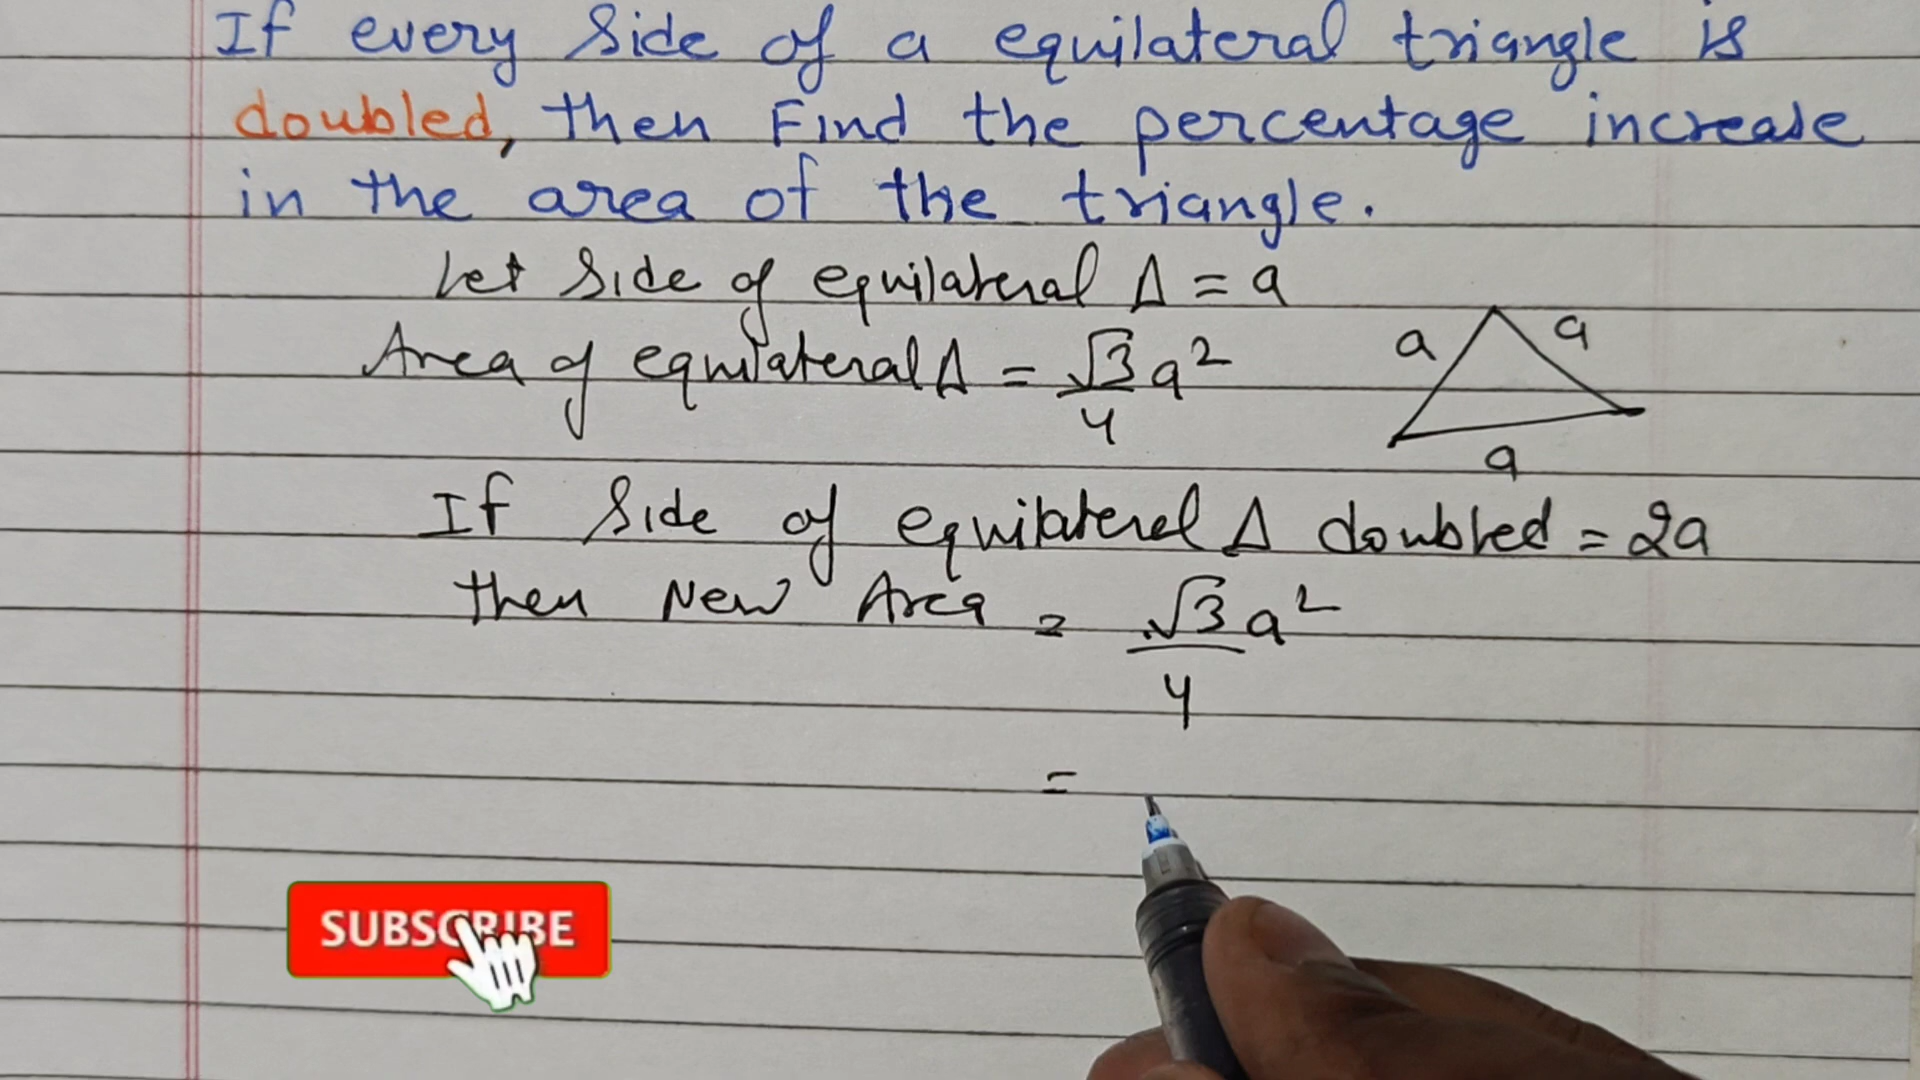 If every side of a equilateral triangle is
doubled, then Find the percentage increase
in the area of the triangle.
Let side of equilateral Δ = a
Area of equilateral Δ = √3/4 a²
a a
a
If side of equilateral Δ doubled = 2a
then New Area = √3/4 a²
=
SUBSCRIBE